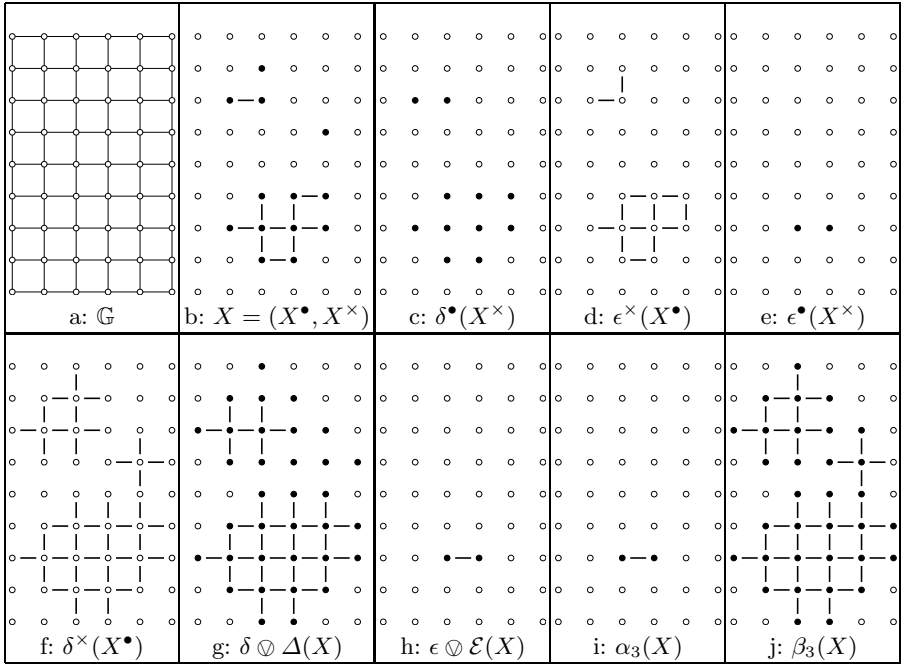 a: 𝔾
b: X = (X•, X×)
c: δ•(X×)
d: ϵ×(X•)
e: ϵ•(X×)
f: δ×(X•)
g: δ ⦸ Δ(X)
h: ϵ ⦸ ℰ(X)
i: α₃(X)
j: β₃(X)